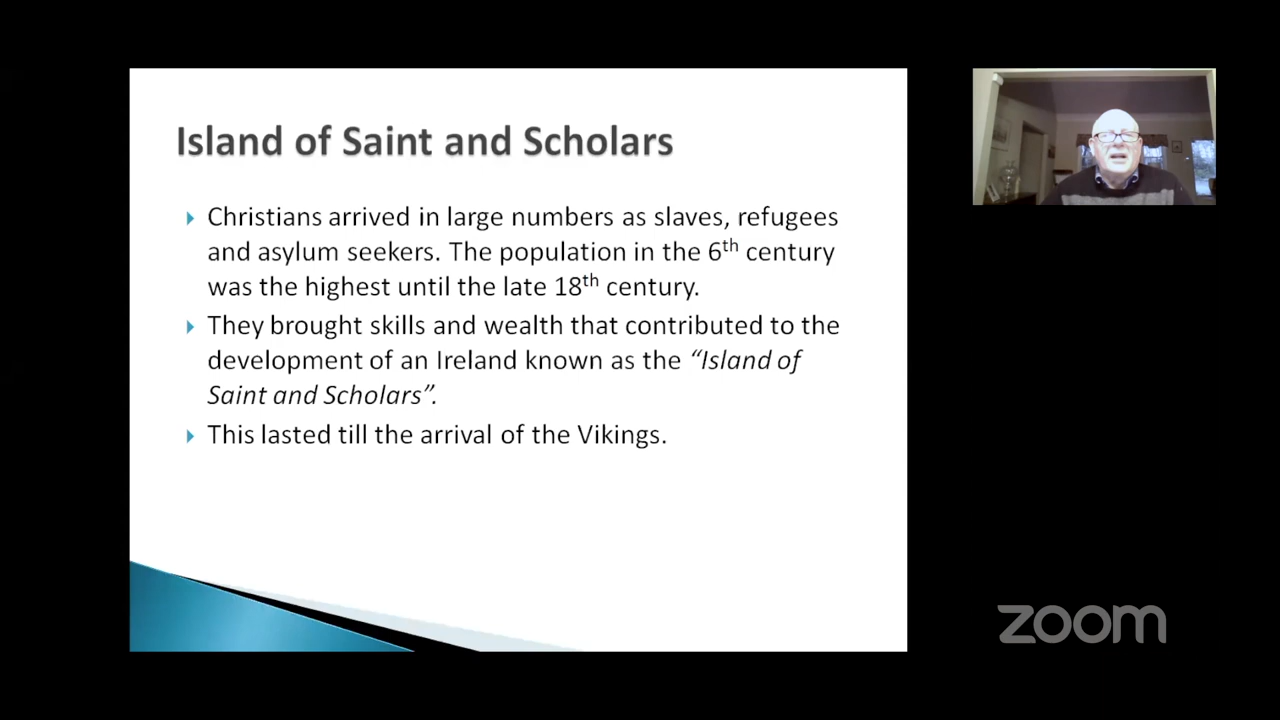 Island of Saint and Scholars
Christians arrived in large numbers as slaves, refugees
and asylum seekers. The population in the 6th century
was the highest until the late 18th century.
They brought skills and wealth that contributed to the
development of an Ireland known as the “Island of
Saint and Scholars”.
This lasted till the arrival of the Vikings.
zoom